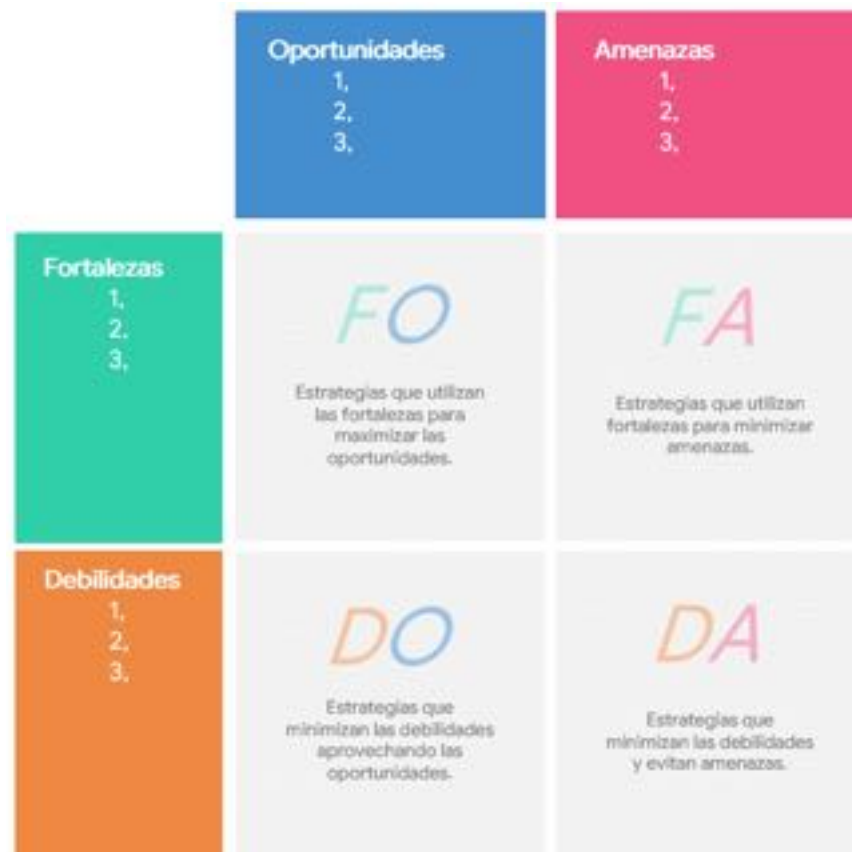 Oportunidades
1,
2,
3,
Amenazas
1,
2,
3,
Fortalezas
1,
2.
3,
FO
Estrategias que utilizan
las fortalezas para
maximizar las
oportunidades.
FA
Estrategias que utilizan
fortalezas para minimizar
amenazas.
Debilidades
1,
2,
3,
DO
Estrategias que
minimizan las debilidades
aprovechando las
oportunidades.
DA
Estrategias que
minimizan las debilidades
y evitan amenazas.